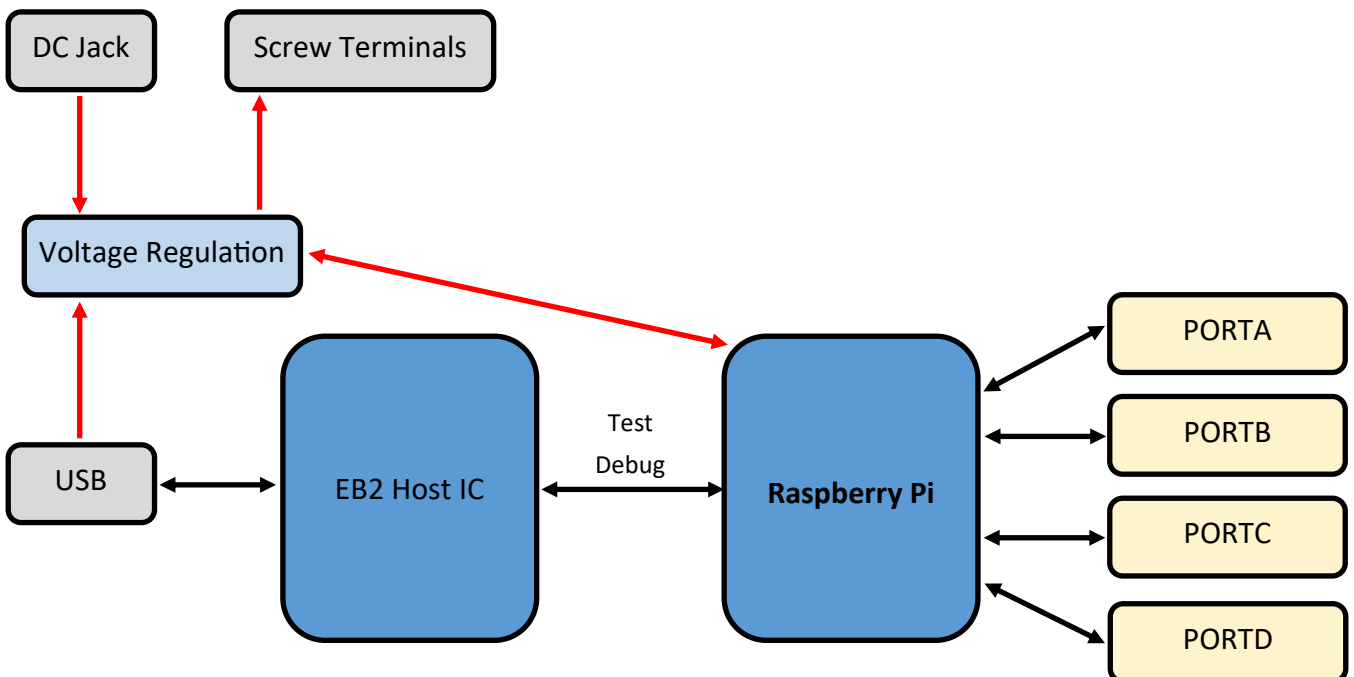 DC Jack
Screw Terminals
Voltage Regulation
PORTA
Test
PORTB
Debug
USB
EB2 Host IC
Raspberry Pi
PORTC
PORTD